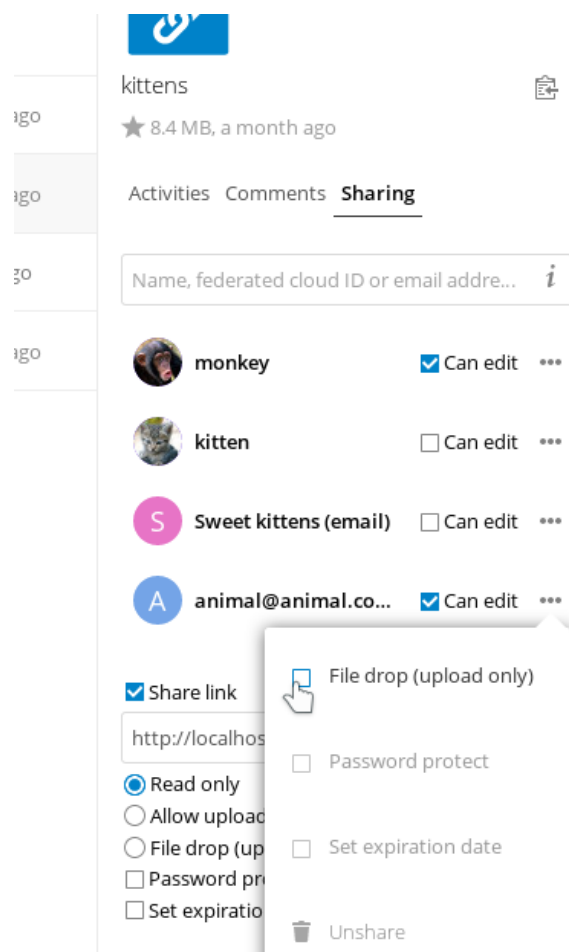 kittens
ago
8.4 MB, a month ago
ago
Activities Comments Sharing
go
Name, federated cloud ID or email addre... i
ago
monkey Can edit
kitten Can edit
S Sweet kittens (email) Can edit
A animal@animal.co... Can edit
File drop (upload only)
Share link
http://localhos
Password protect
Read only
Allow upload
File drop (up
Set expiration date
Password pro
Set expiratio
Unshare